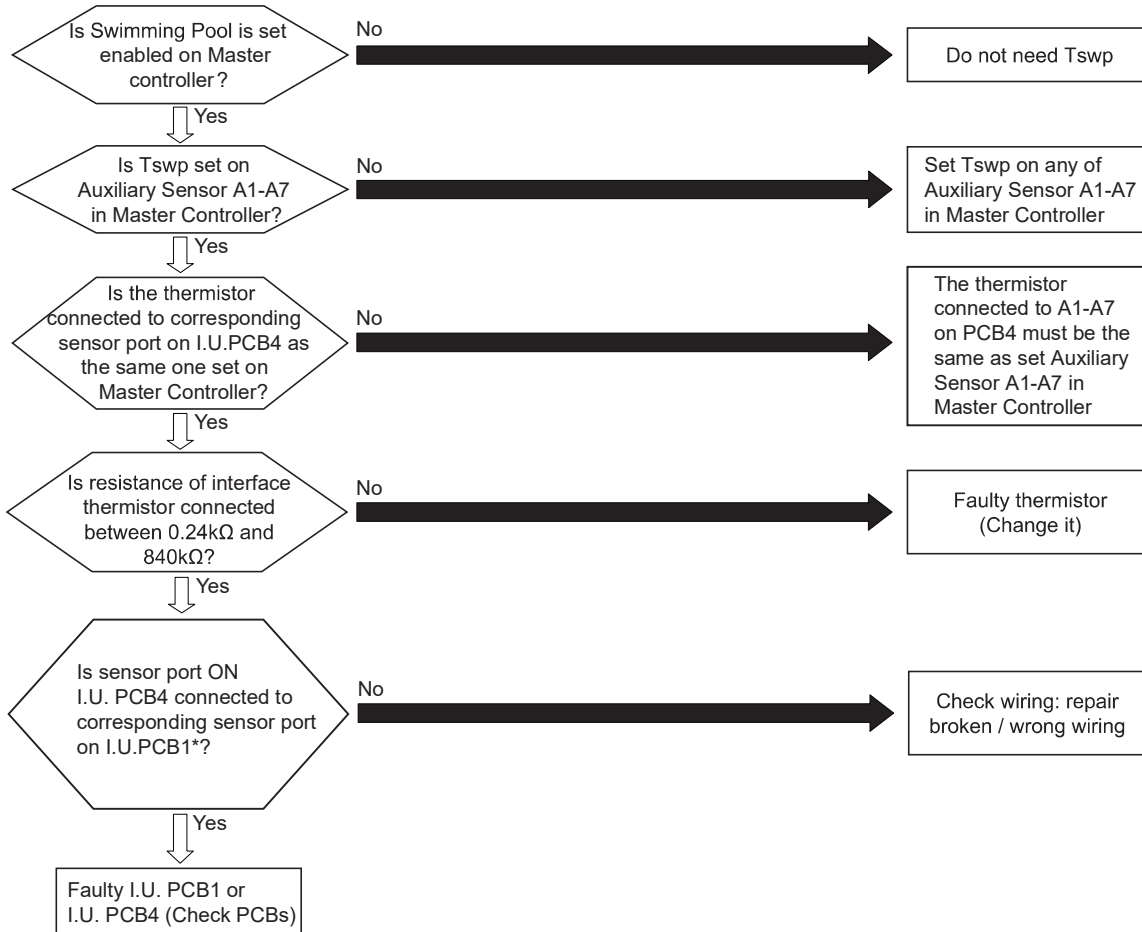 Is Swimming Pool is set
enabled on Master
controller?
No
Do not need Tswp
Yes
Is Tswp set on
Auxiliary Sensor A1-A7
in Master Controller?
No
Set Tswp on any of
Auxiliary Sensor A1-A7
in Master Controller
Yes
Is the thermistor
connected to corresponding
sensor port on I.U.PCB4 as
the same one set on
Master Controller?
No
The thermistor
connected to A1-A7
on PCB4 must be the
same as set Auxiliary
Sensor A1-A7 in
Master Controller
Yes
Is resistance of interface
thermistor connected
between 0.24kΩ and
840kΩ?
No
Faulty thermistor
(Change it)
Yes
Is sensor port ON
I.U. PCB4 connected to
corresponding sensor port
on I.U.PCB1*?
No
Check wiring: repair
broken / wrong wiring
Yes
Faulty I.U. PCB1 or
I.U. PCB4 (Check PCBs)